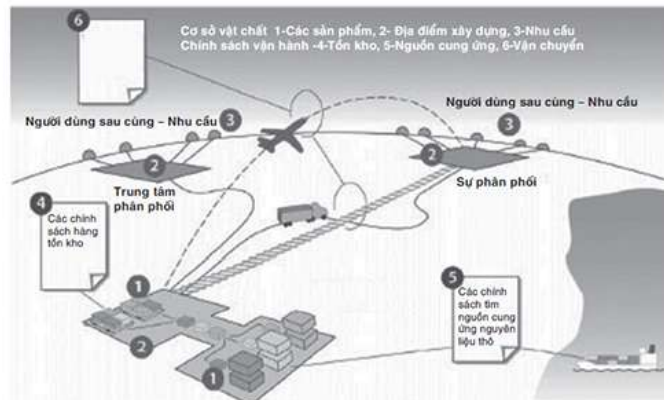 6
Cơ sở vật chất 1-Các sản phẩm, 2- Địa điểm xây dựng, 3-Nhu cầu
Chính sách vận hành -4-Tồn kho, 5-Nguồn cung ứng, 6-Vận chuyển
Người dùng sau cùng – Nhu cầu 3
Người dùng sau cùng – Nhu cầu
3
2
2
Trung tâm
phân phối
Sự phân phối
4
Các chính
sách hàng
tồn kho
1
2
1
5
Các chính
sách tìm
nguồn cung
ứng nguyên
liệu thô